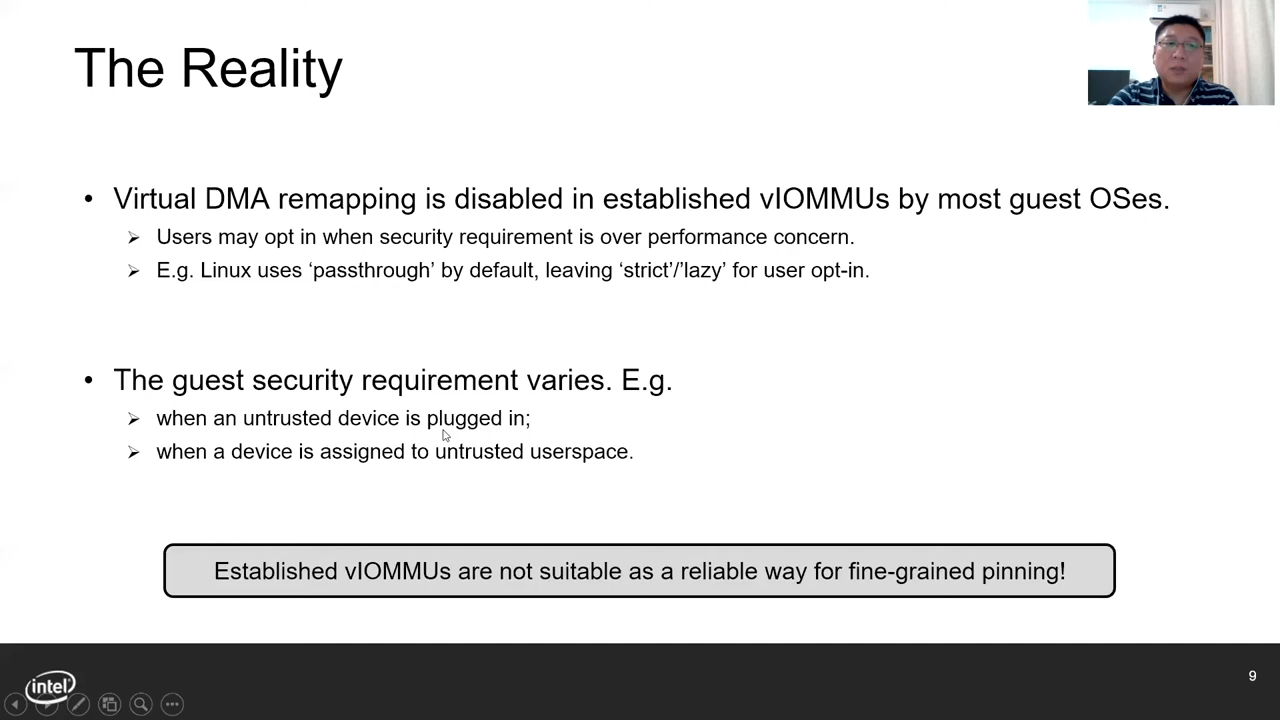 The Reality
• Virtual DMA remapping is disabled in established vIOMMUs by most guest OSes.
➢ Users may opt in when security requirement is over performance concern.
➢ E.g. Linux uses ‘passthrough’ by default, leaving ‘strict’/’lazy’ for user opt-in.
• The guest security requirement varies. E.g.
➢ when an untrusted device is plugged in;
➢ when a device is assigned to untrusted userspace.
Established vIOMMUs are not suitable as a reliable way for fine-grained pinning!
intel
9